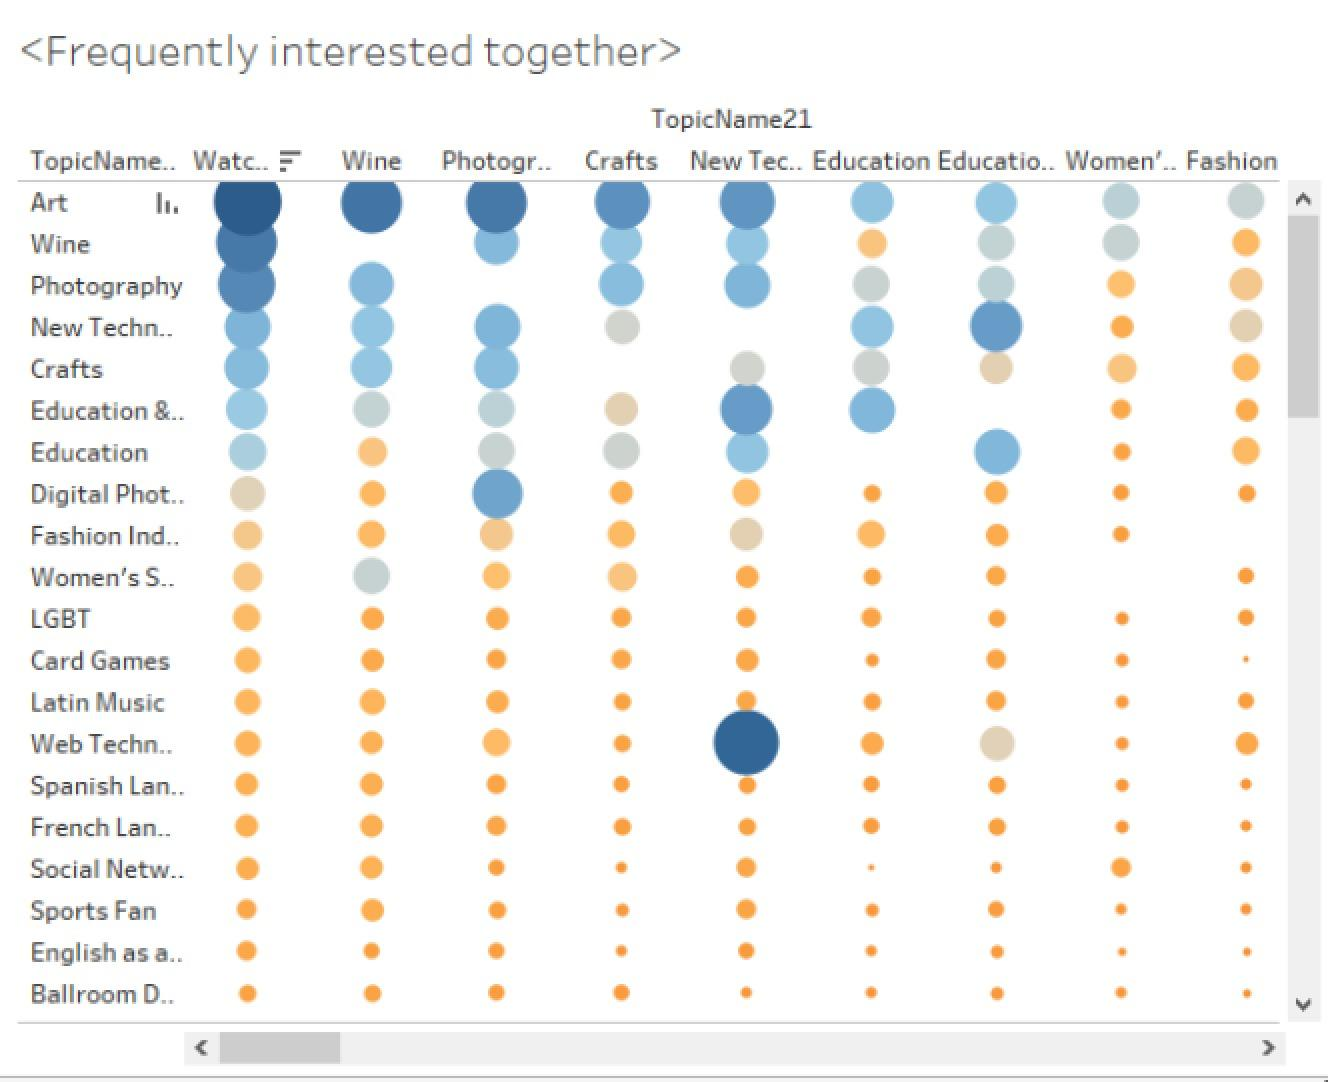 <Frequently interested together>
TopicName21
TopicName.. Watc.. Wine Photogr.. Crafts New Tec.. Education Educatio.. Women'.. Fashion
Art
Wine
Photography
New Techn..
Crafts
Education &..
Education
Digital Phot..
Fashion Ind..
Women's S..
LGBT
Card Games
Latin Music
Web Techn..
Spanish Lan..
French Lan..
Social Netw..
Sports Fan
English as a..
Ballroom D..